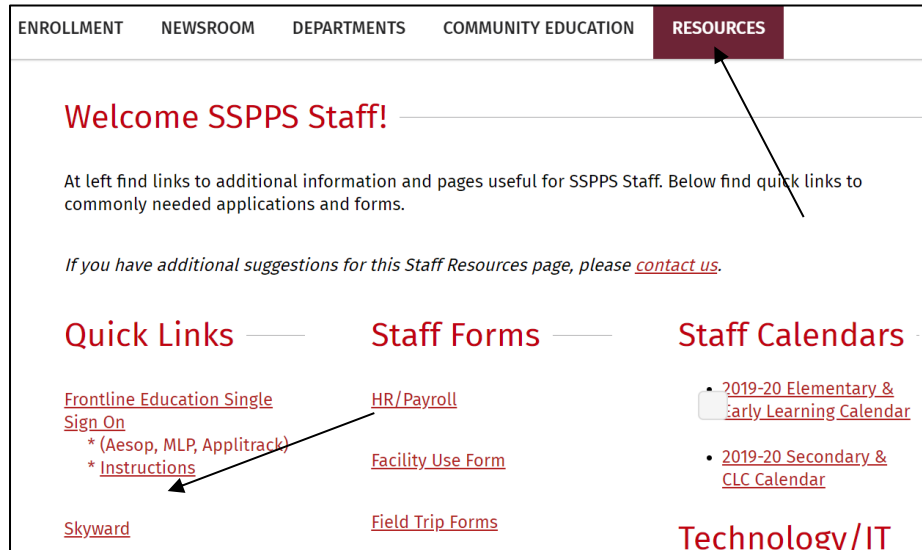 ENROLLMENT NEWSROOM DEPARTMENTS COMMUNITY EDUCATION RESOURCES
Welcome SSPPS Staff!
At left find links to additional information and pages useful for SSPPS Staff. Below find quick links to
commonly needed applications and forms.
If you have additional suggestions for this Staff Resources page, please contact us.
Quick Links
Frontline Education Single
Sign On
* (Aesop, MLP, Applitrack)
* Instructions
Skyward
Staff Forms
HR/Payroll
Facility Use Form
Field Trip Forms
Staff Calendars
• 2019-20 Elementary &
Early Learning Calendar
• 2019-20 Secondary &
CLC Calendar
Technology/IT